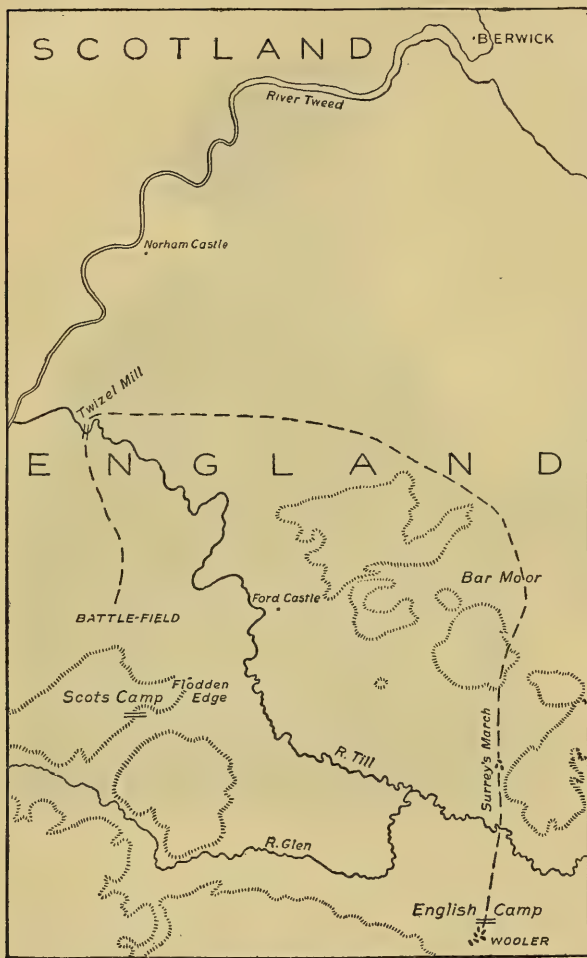 SCOTLAND
BERWICK
River Tweed
Norham Castle
Twizel Mill
ENGLAND
Bar Moor
Ford Castle
BATTLE-FIELD
Flodden
Edge
Scots Camp
R. Till
Surrey's March
R. Glen
English Camp
WOOLER